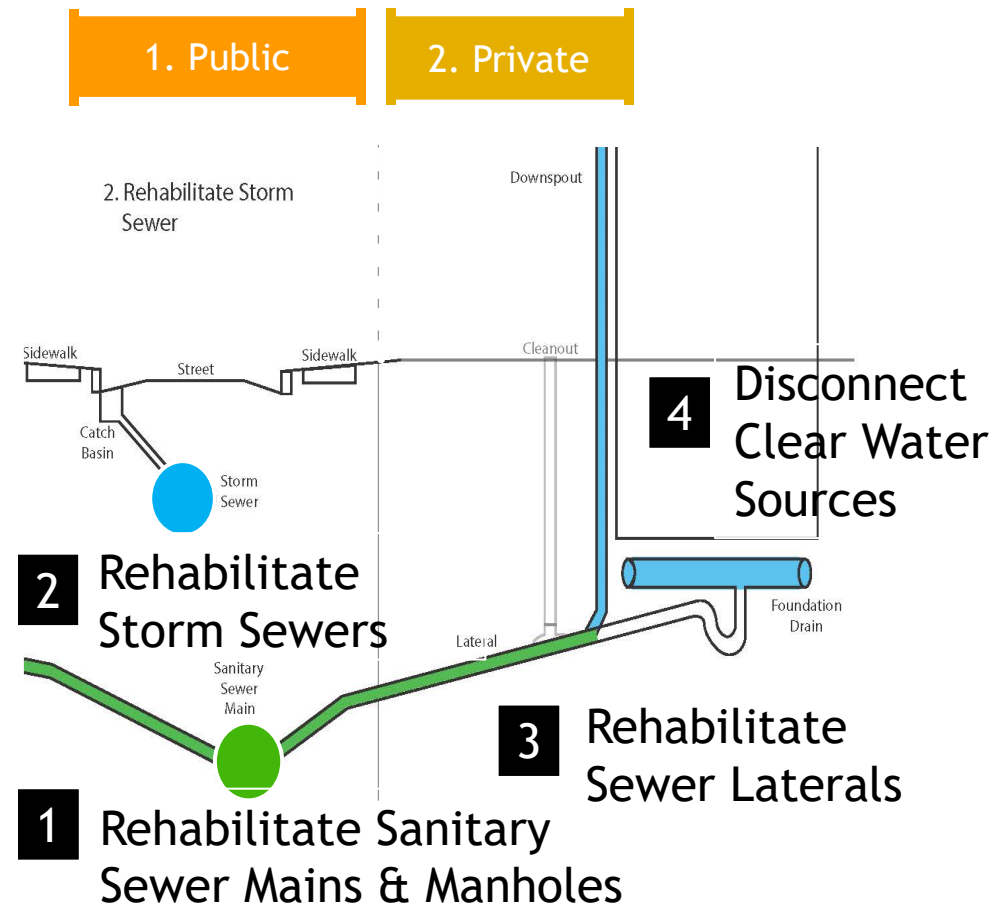 1. Public
2. Private
2. Rehabilitate Storm
Sewer
Downspout
Sidewalk
Street
Sidewalk
Cleanout
Catch
Basin
Storm
Sewer
4
Disconnect
Clear Water
Sources
2
Rehabilitate
Storm Sewers
Foundation
Drain
Lateral
Sanitary
Sewer
Main
3
Rehabilitate
Sewer Laterals
1
Rehabilitate Sanitary
Sewer Mains & Manholes